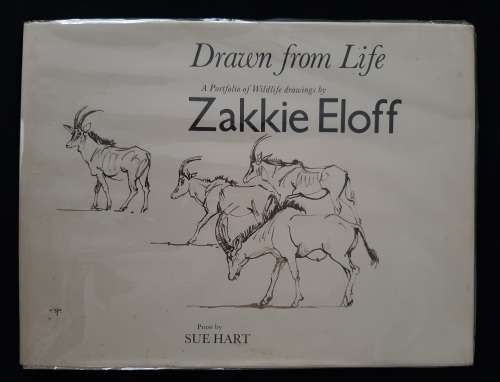 Drawn from Life
A Portfolio of Wildlife drawings by
Zakkie Eloff
Prose by
SUE HART